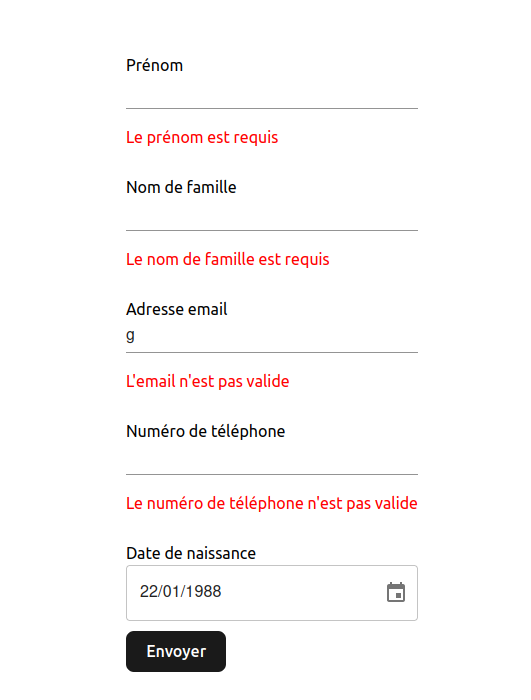 Prénom
Le prénom est requis
Nom de famille
Le nom de famille est requis
Adresse email
g
L'email n'est pas valide
Numéro de téléphone
Le numéro de téléphone n'est pas valide
Date de naissance
22/01/1988
Envoyer